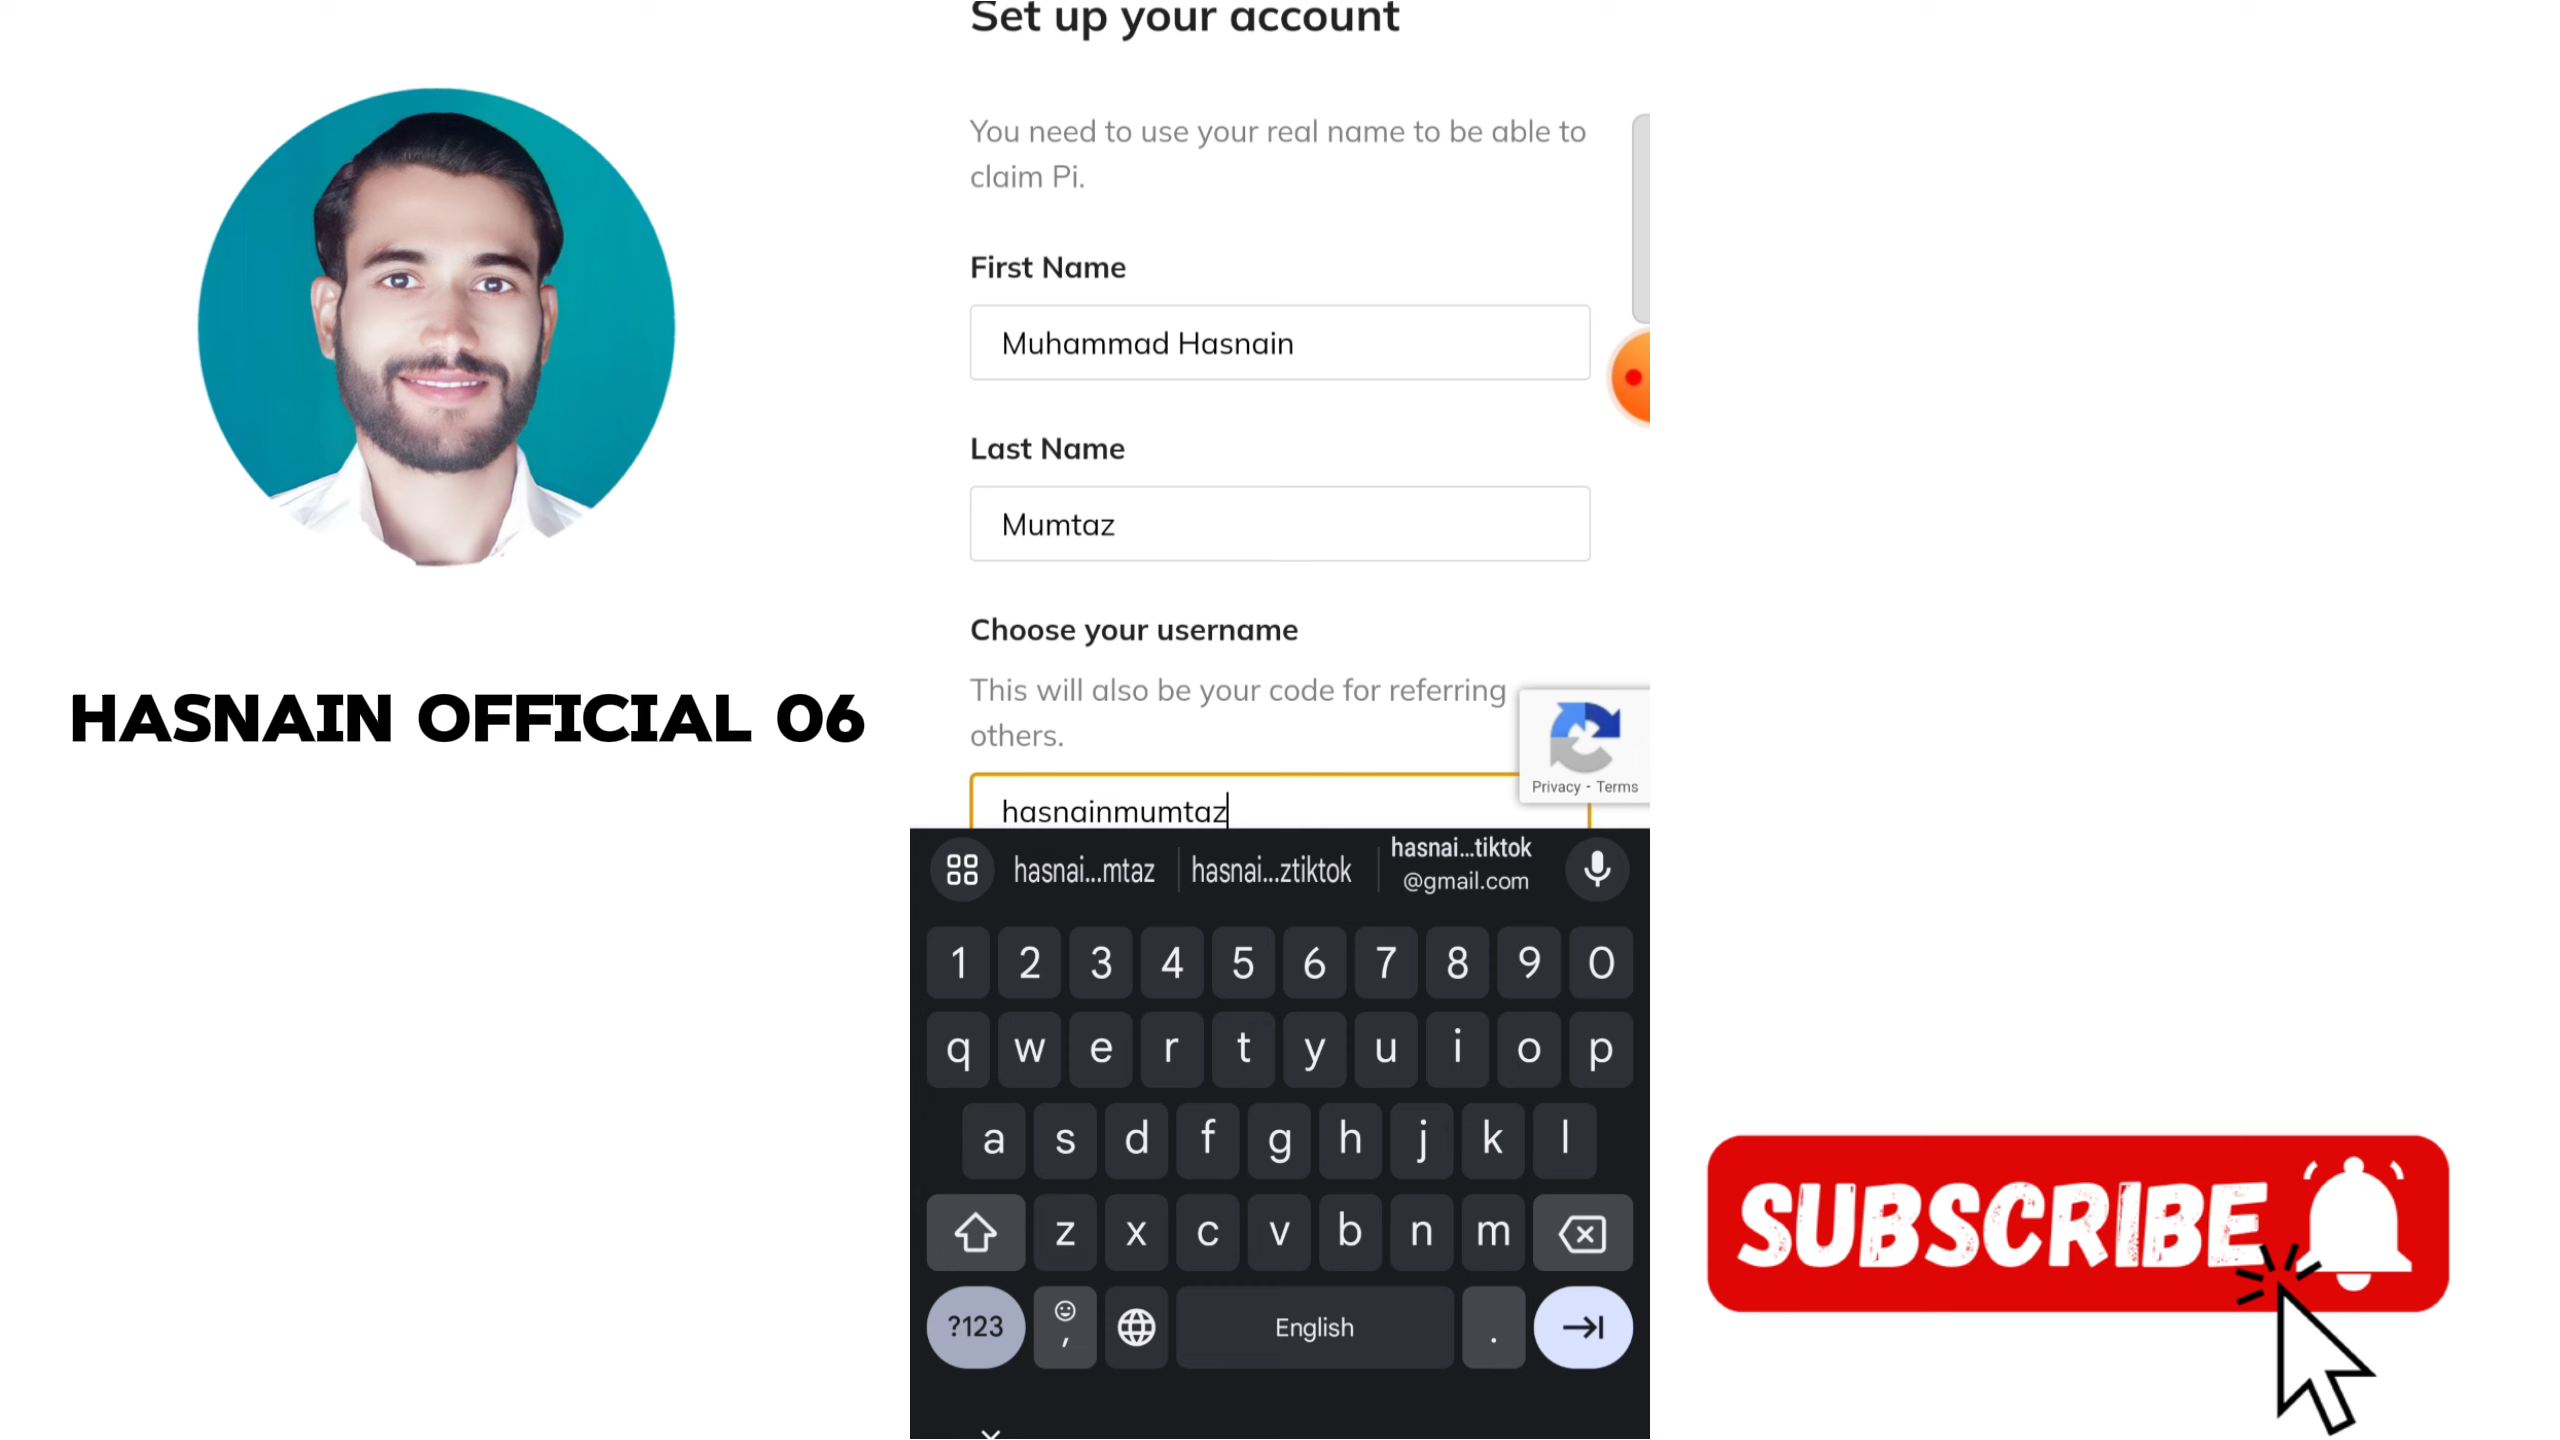 Set up your account
You need to use your real name to be able to
claim Pi.
First Name
Muhammad Hasnain
Last Name
Mumtaz
Choose your username
This will also be your code for referring
others.
hasnainmumtaz
Privacy - Terms
HASNAIN OFFICIAL 06
hasnai...mtaz
hasnai...ztiktok
hasnai...tiktok
@gmail.com
1 2 3 4 5 6 7 8 9 0
q w e r t y u i o p
a s d f g h j k l
z x c v b n m
?123 , English .
SUBSCRIBE